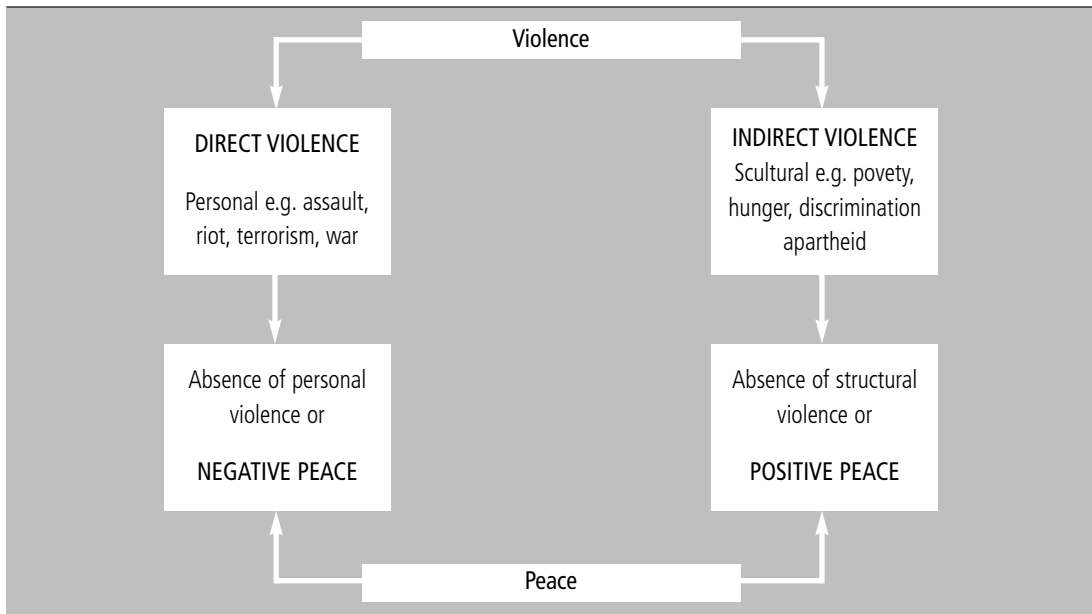 Violence
DIRECT VIOLENCE
Personal e.g. assault,
riot, terrorism, war
INDIRECT VIOLENCE
Scultural e.g. povety,
hunger, discrimination
apartheid
Absence of personal
violence or
NEGATIVE PEACE
Absence of structural
violence or
POSITIVE PEACE
Peace